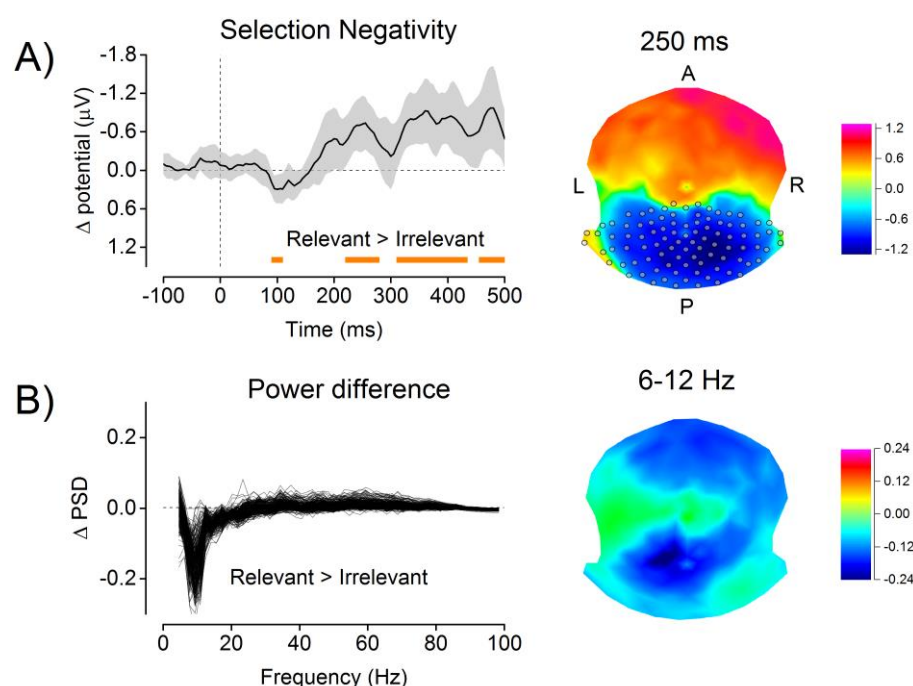 A)
Selection Negativity
Δ potential (μV)
-1.8
-1.2
-0.6
0.0
0.6
1.2
Relevant > Irrelevant
-100 0 100 200 300 400 500
Time (ms)
250 ms
A
L
R
P
1.2
0.6
0.0
-0.6
-1.2
B)
Power difference
Δ PSD
0.2
0.0
-0.2
Relevant > Irrelevant
0 20 40 60 80 100
Frequency (Hz)
6-12 Hz
0.24
0.12
0.00
-0.12
-0.24